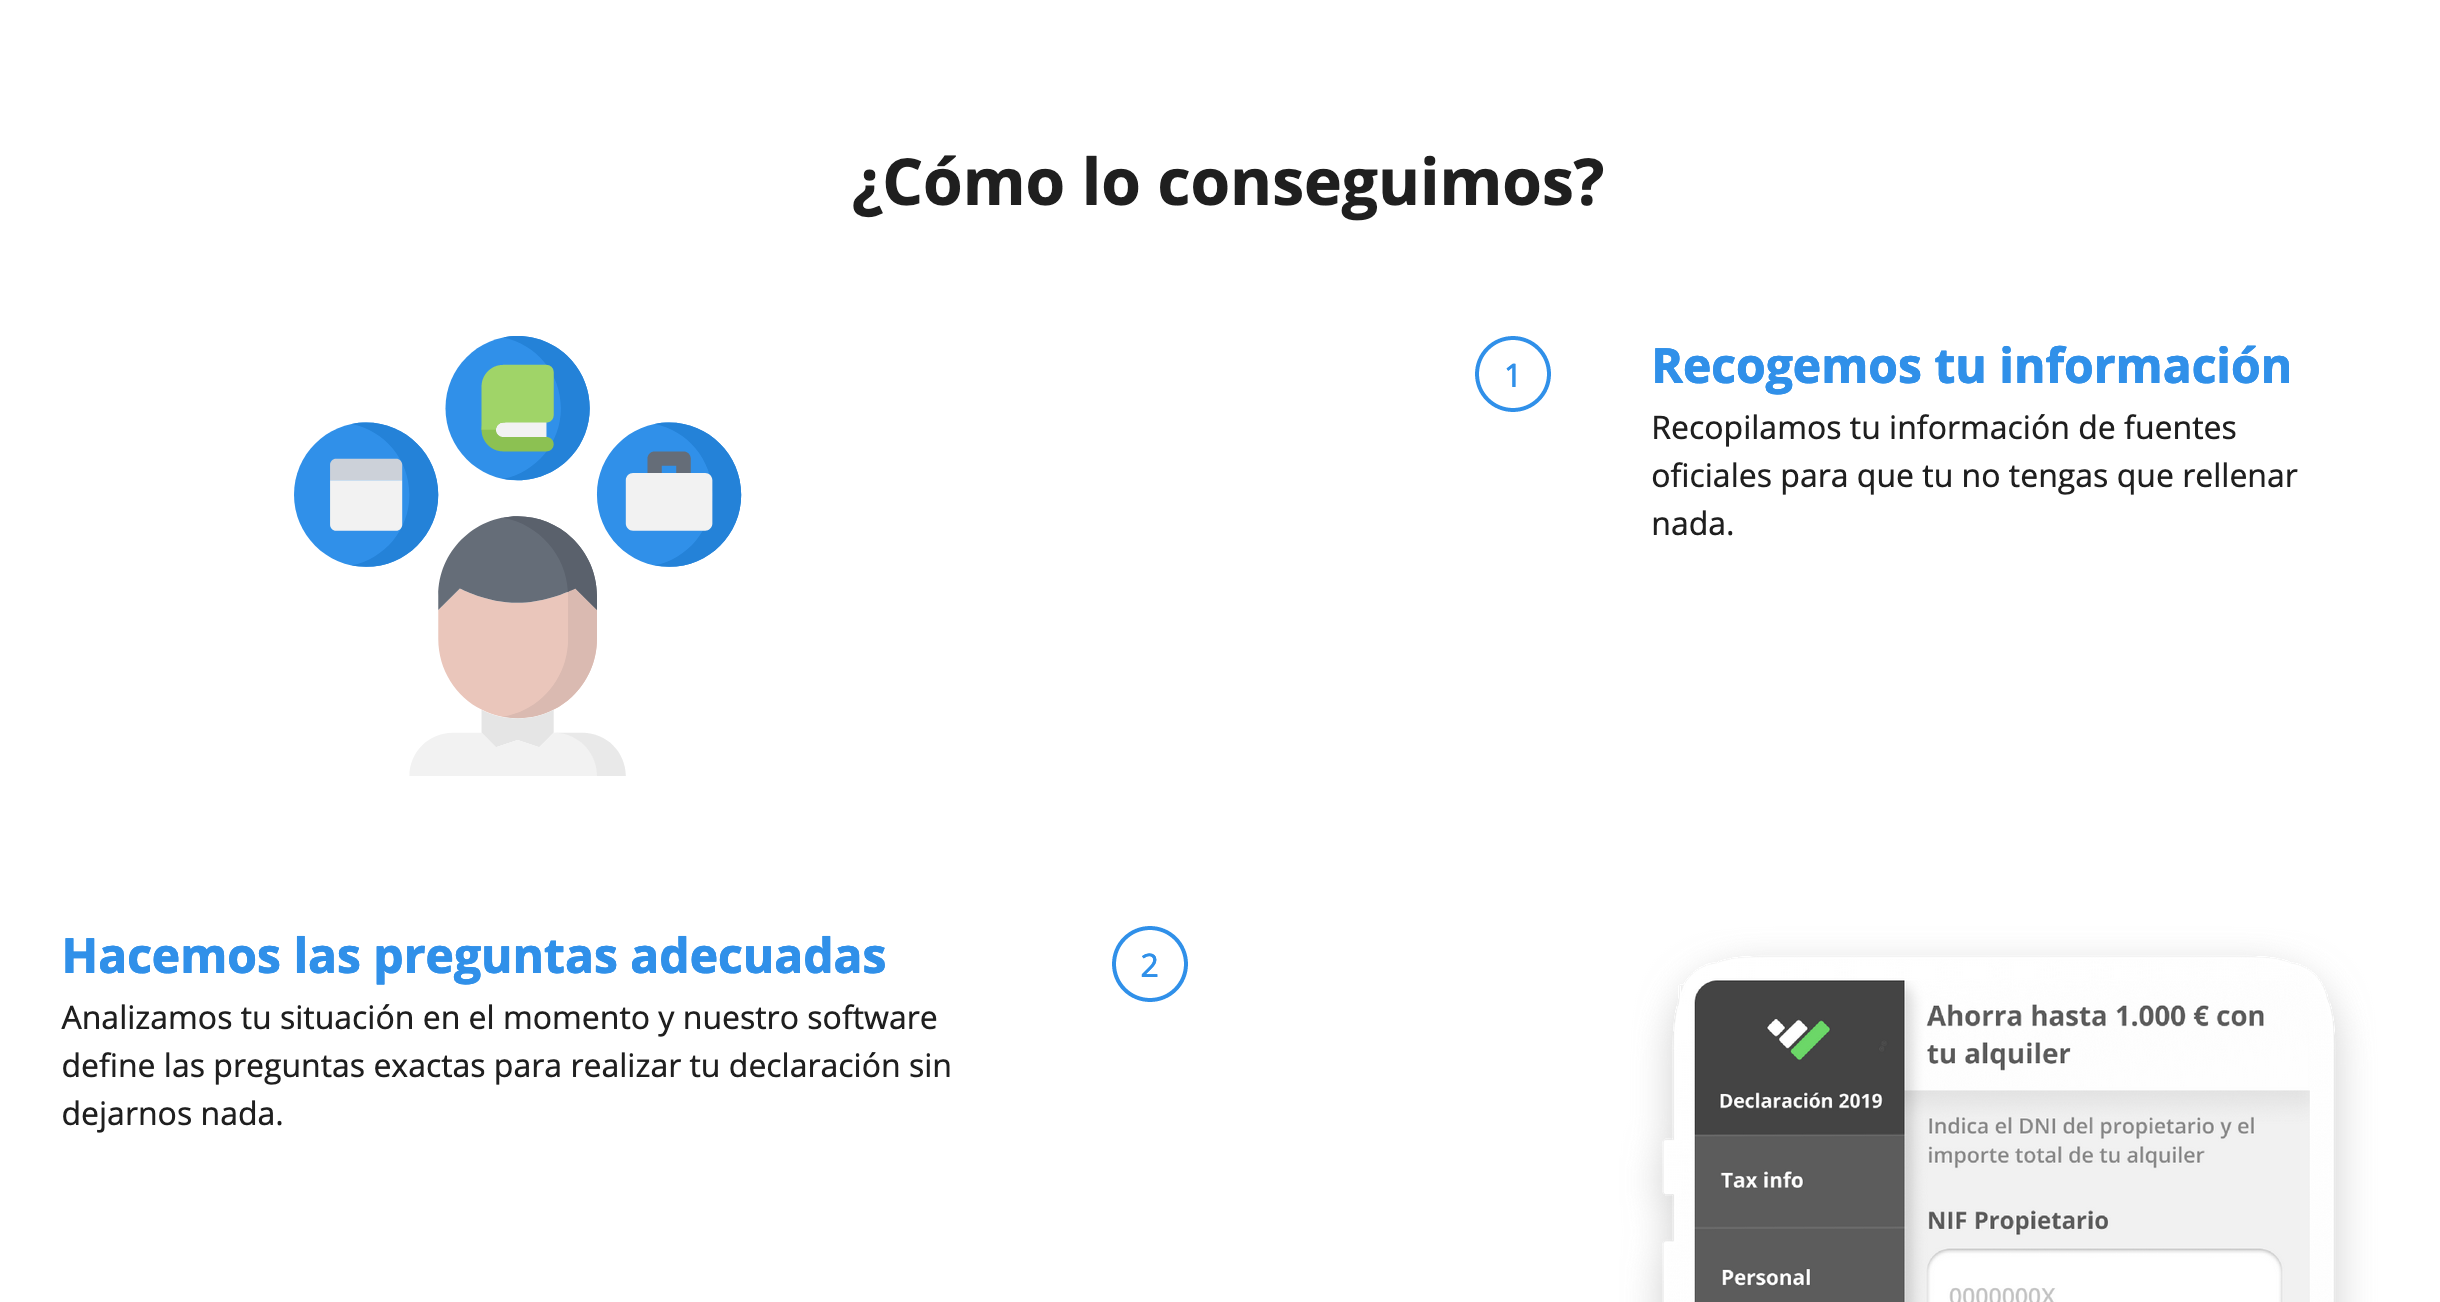 ¿Cómo lo conseguimos?
1
Recogemos tu información
Recopilamos tu información de fuentes
oficiales para que tu no tengas que rellenar
nada.
Hacemos las preguntas adecuadas
Analizamos tu situación en el momento y nuestro software
define las preguntas exactas para realizar tu declaración sin
dejarnos nada.
2
Declaración 2019
Tax info
Personal
Ahorra hasta 1.000 € con
tu alquiler
Indica el DNI del propietario y el
importe total de tu alquiler
NIF Propietario
0000000X